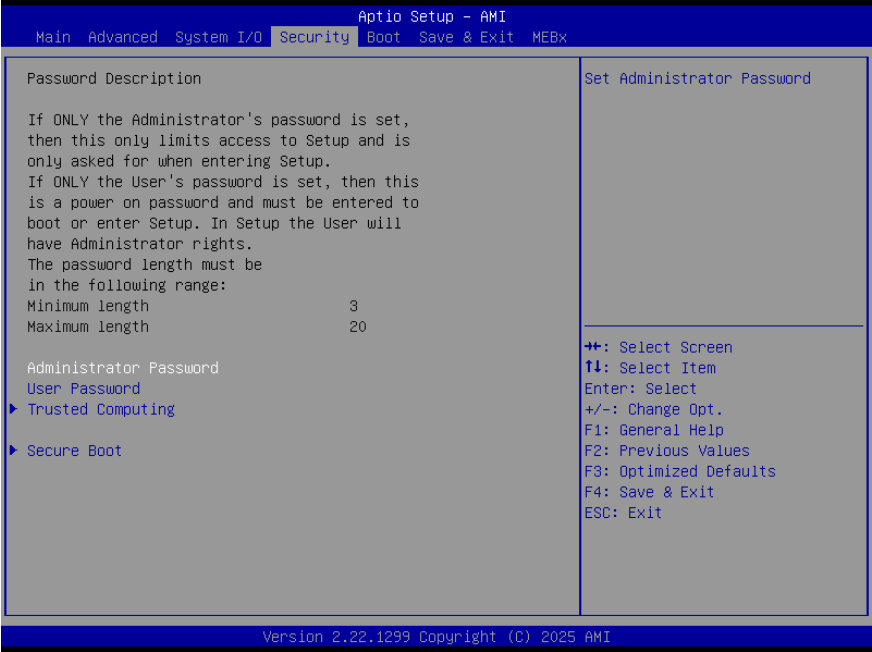 Aptio Setup – AMI
Main Advanced System I/O Security Boot Save & Exit MEBx
Password Description
If ONLY the Administrator's password is set,
then this only limits access to Setup and is
only asked for when entering Setup.
If ONLY the User's password is set, then this
is a power on password and must be entered to
boot or enter Setup. In Setup the User will
have Administrator rights.
The password length must be
in the following range:
Minimum length 3
Maximum length 20
Administrator Password
User Password
Trusted Computing
Secure Boot
Set Administrator Password
→←: Select Screen
↑↓: Select Item
Enter: Select
+/-: Change Opt.
F1: General Help
F2: Previous Values
F3: Optimized Defaults
F4: Save & Exit
ESC: Exit
Version 2.22.1299 Copyright (C) 2025 AMI